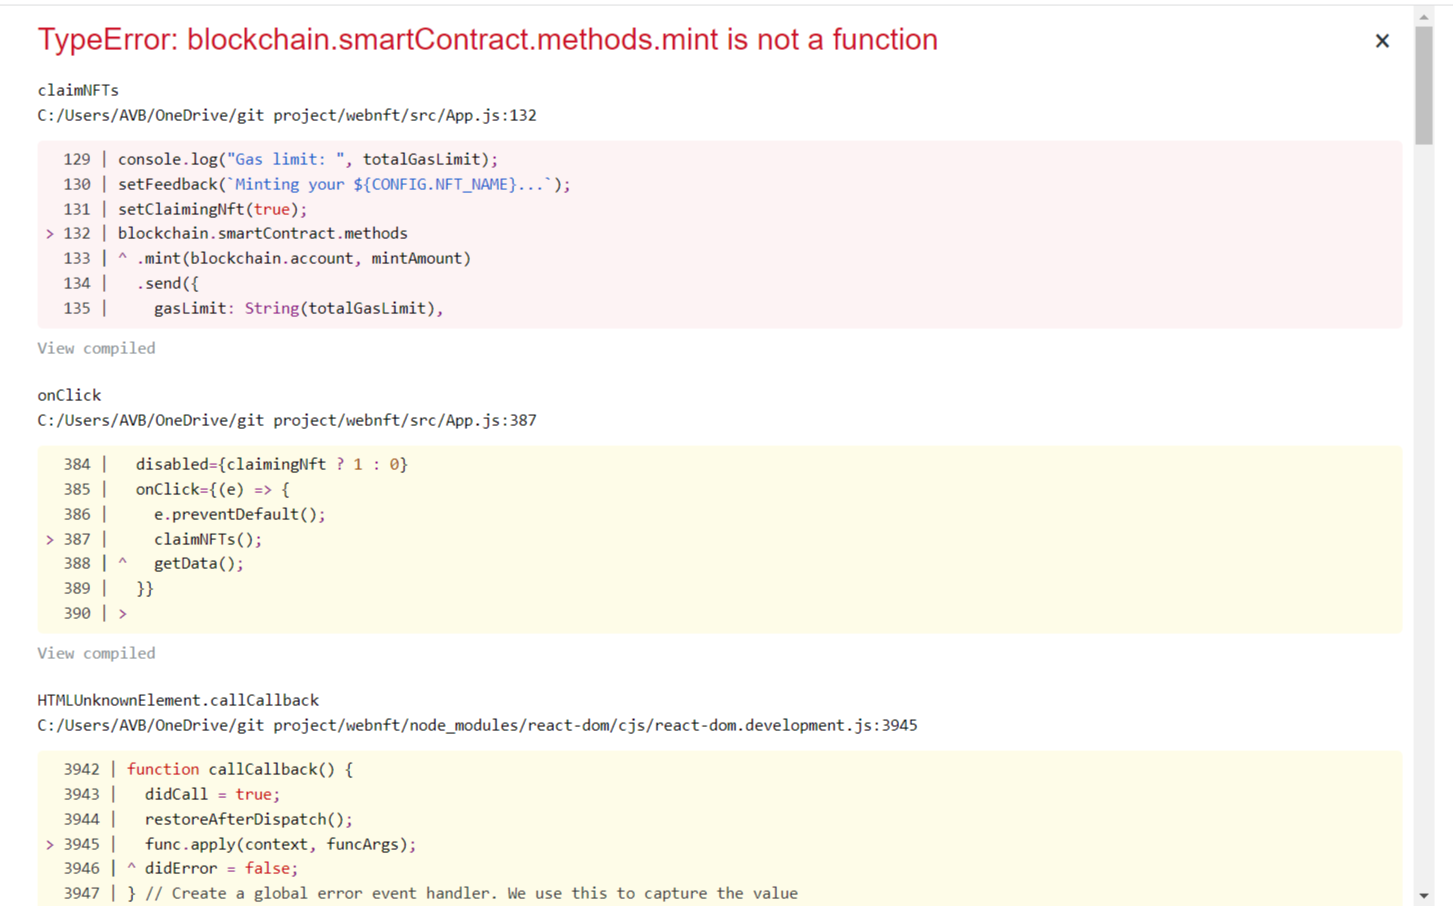 TypeError: blockchain.smartContract.methods.mint is not a function ×
claimNFTs
C:/Users/AVB/OneDrive/git project/webnft/src/App.js:132
129 | console.log("Gas limit: ", totalGasLimit);
130 | setFeedback(`Minting your ${CONFIG.NFT_NAME}...`);
131 | setClaimingNft(true);
> 132 | blockchain.smartContract.methods
133 | ^ .mint(blockchain.account, mintAmount)
134 |   .send({
135 |     gasLimit: String(totalGasLimit),
View compiled
onClick
C:/Users/AVB/OneDrive/git project/webnft/src/App.js:387
384 |   disabled={claimingNft ? 1 : 0}
385 |   onClick={(e) => {
386 |     e.preventDefault();
> 387 |     claimNFTs();
388 | ^   getData();
389 |   }}
390 | >
View compiled
HTMLUnknownElement.callCallback
C:/Users/AVB/OneDrive/git project/webnft/node_modules/react-dom/cjs/react-dom.development.js:3945
3942 | function callCallback() {
3943 |   didCall = true;
3944 |   restoreAfterDispatch();
> 3945 |   func.apply(context, funcArgs);
3946 | ^ didError = false;
3947 | } // Create a global error event handler. We use this to capture the value